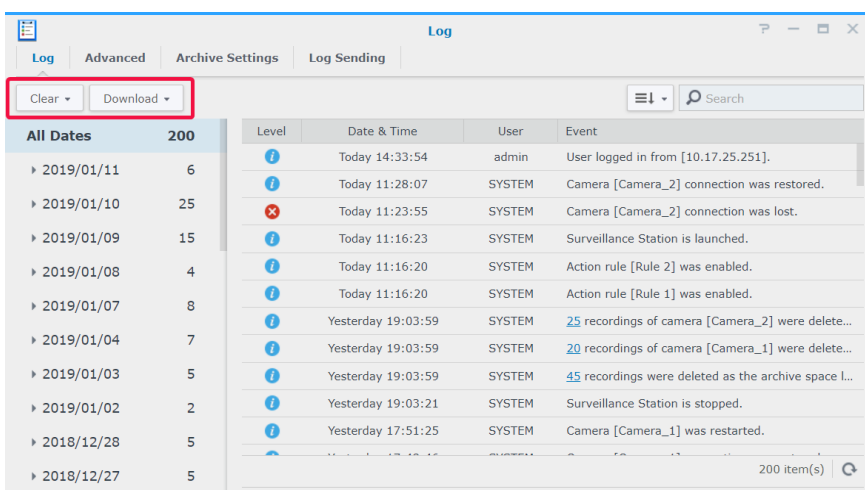 Log
Log Advanced Archive Settings Log Sending
Clear Download Search
All Dates 200
2019/01/11 6
2019/01/10 25
2019/01/09 15
2019/01/08 4
2019/01/07 8
2019/01/04 7
2019/01/03 5
2019/01/02 2
2018/12/28 5
2018/12/27 5
Level Date & Time User Event
Today 14:33:54 admin User logged in from [10.17.25.251].
Today 11:28:07 SYSTEM Camera [Camera_2] connection was restored.
Today 11:23:55 SYSTEM Camera [Camera_2] connection was lost.
Today 11:16:23 SYSTEM Surveillance Station is launched.
Today 11:16:20 SYSTEM Action rule [Rule 2] was enabled.
Today 11:16:20 SYSTEM Action rule [Rule 1] was enabled.
Yesterday 19:03:59 SYSTEM 25 recordings of camera [Camera_2] were delete...
Yesterday 19:03:59 SYSTEM 20 recordings of camera [Camera_1] were delete...
Yesterday 19:03:59 SYSTEM 45 recordings were deleted as the archive space l...
Yesterday 19:03:21 SYSTEM Surveillance Station is stopped.
Yesterday 17:51:25 SYSTEM Camera [Camera_1] was restarted.
200 item(s)